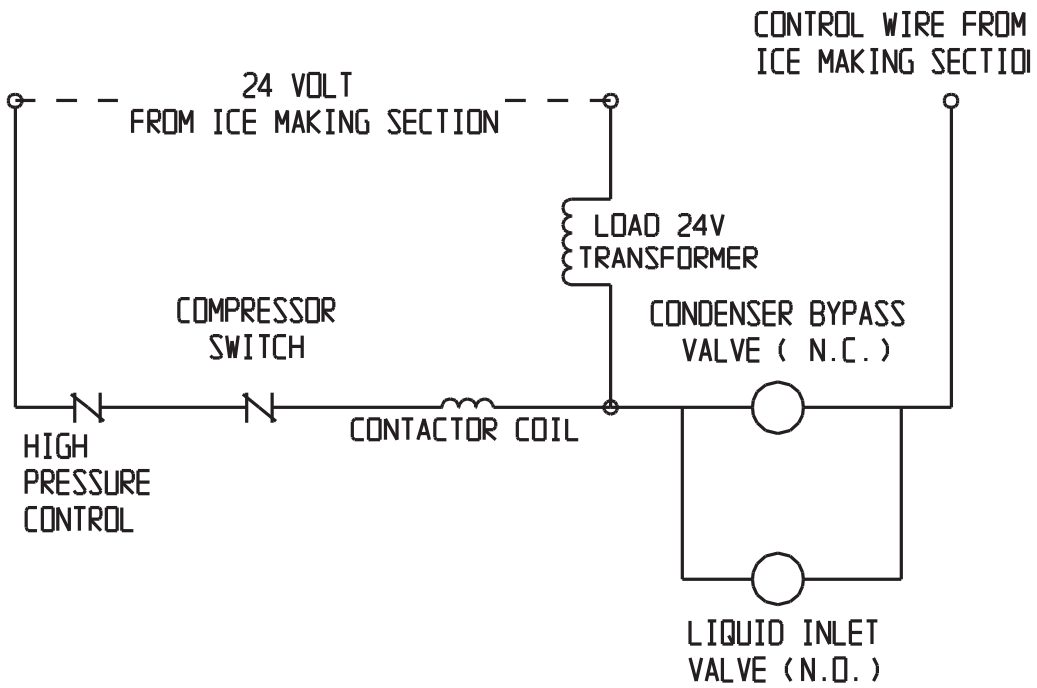 CONTROL WIRE FROM
ICE MAKING SECTIO
24 VOLT
FROM ICE MAKING SECTION
LOAD 24V
TRANSFORMER
COMPRESSOR
SWITCH
CONDENSER BYPASS
VALVE ( N.C. )
CONTACTOR COIL
HIGH
PRESSURE
CONTROL
LIQUID INLET
VALVE (N.O. )